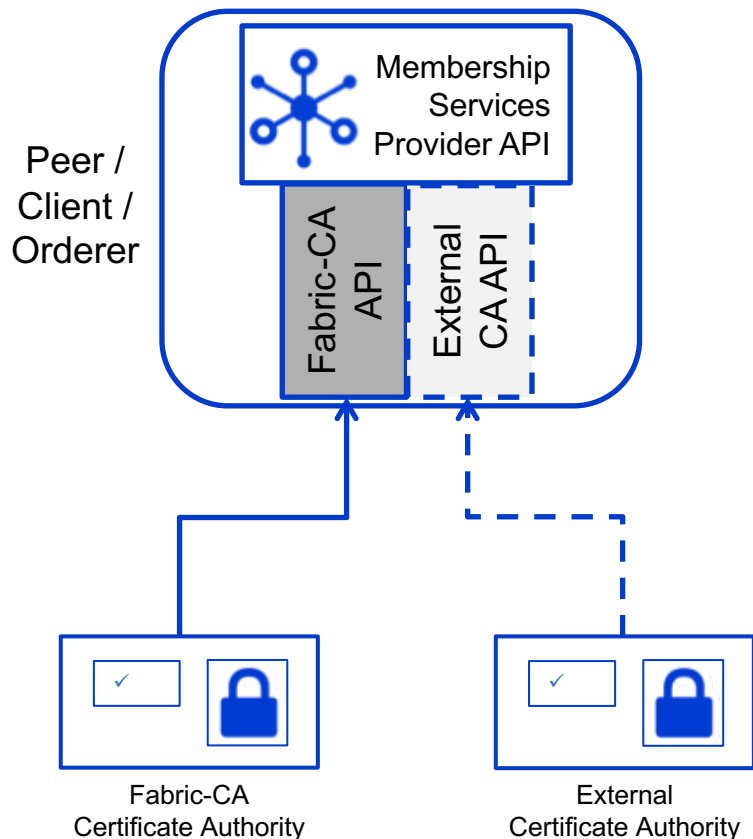 Membership
Services
Provider API
Peer /
Client /
Orderer
Fabric-CA
API
External
CA API
Fabric-CA
Certificate Authority
External
Certificate Authority